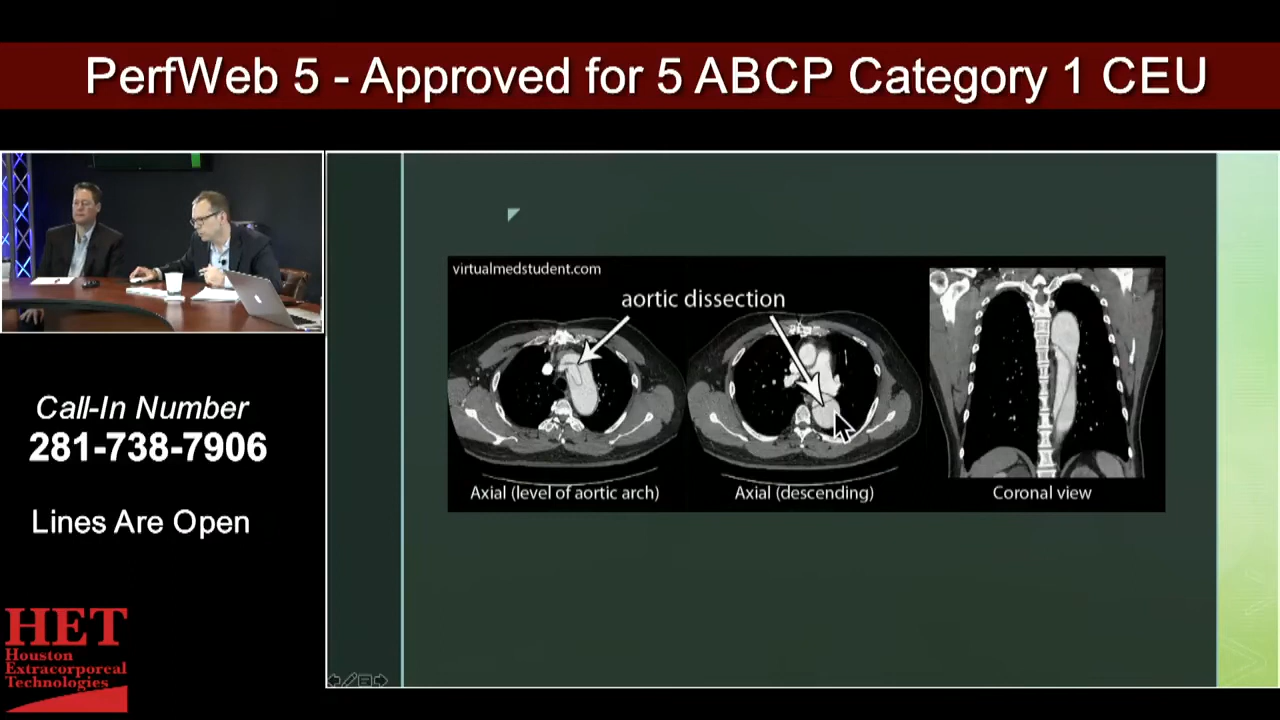 PerfWeb 5 - Approved for 5 ABCP Category 1 CEU
Call-In Number
281-738-7906
Lines Are Open
HET
Houston
Extracorporeal
Technologies
virtualmedstudent.com
aortic dissection
Axial (level of aortic arch)
Axial (descending)
Coronal view